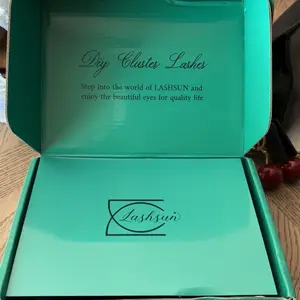 Diy Cluster Lashes
Step into the world of LASHSUN and
enjoy the beautiful eyes for quality life
Lashsun